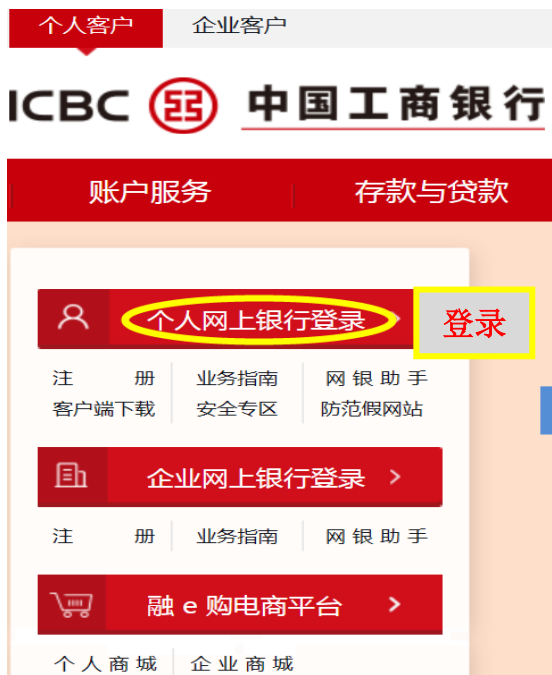 个人客户 企业客户
ICBC 中国工商银行
账户服务 存款与贷款
个人网上银行登录 > 登录
注 册 业务指南 网银助手
客户端下载 安全专区 防范假网站
企业网上银行登录 >
注 册 业务指南 网银助手
融 e 购电商平台 >
个人商城 企业商城